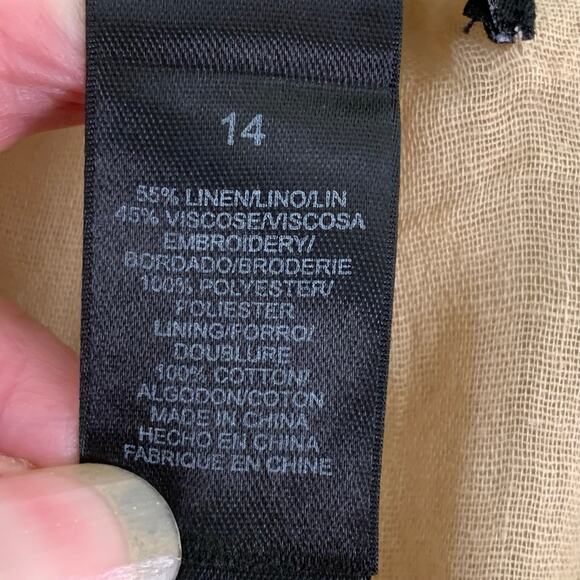 14
55% LINEN/LINO/LIN
45% VISCOSE/VISCOSA
EMBROIDERY/
BORDADO/BRODERIE
100% POLYESTER/
POLIESTER
LINING/FORRO/
DOUBLURE
100% COTTON/
ALGODON/COTON
MADE IN CHINA
HECHO EN CHINA
FABRIQUE EN CHINE